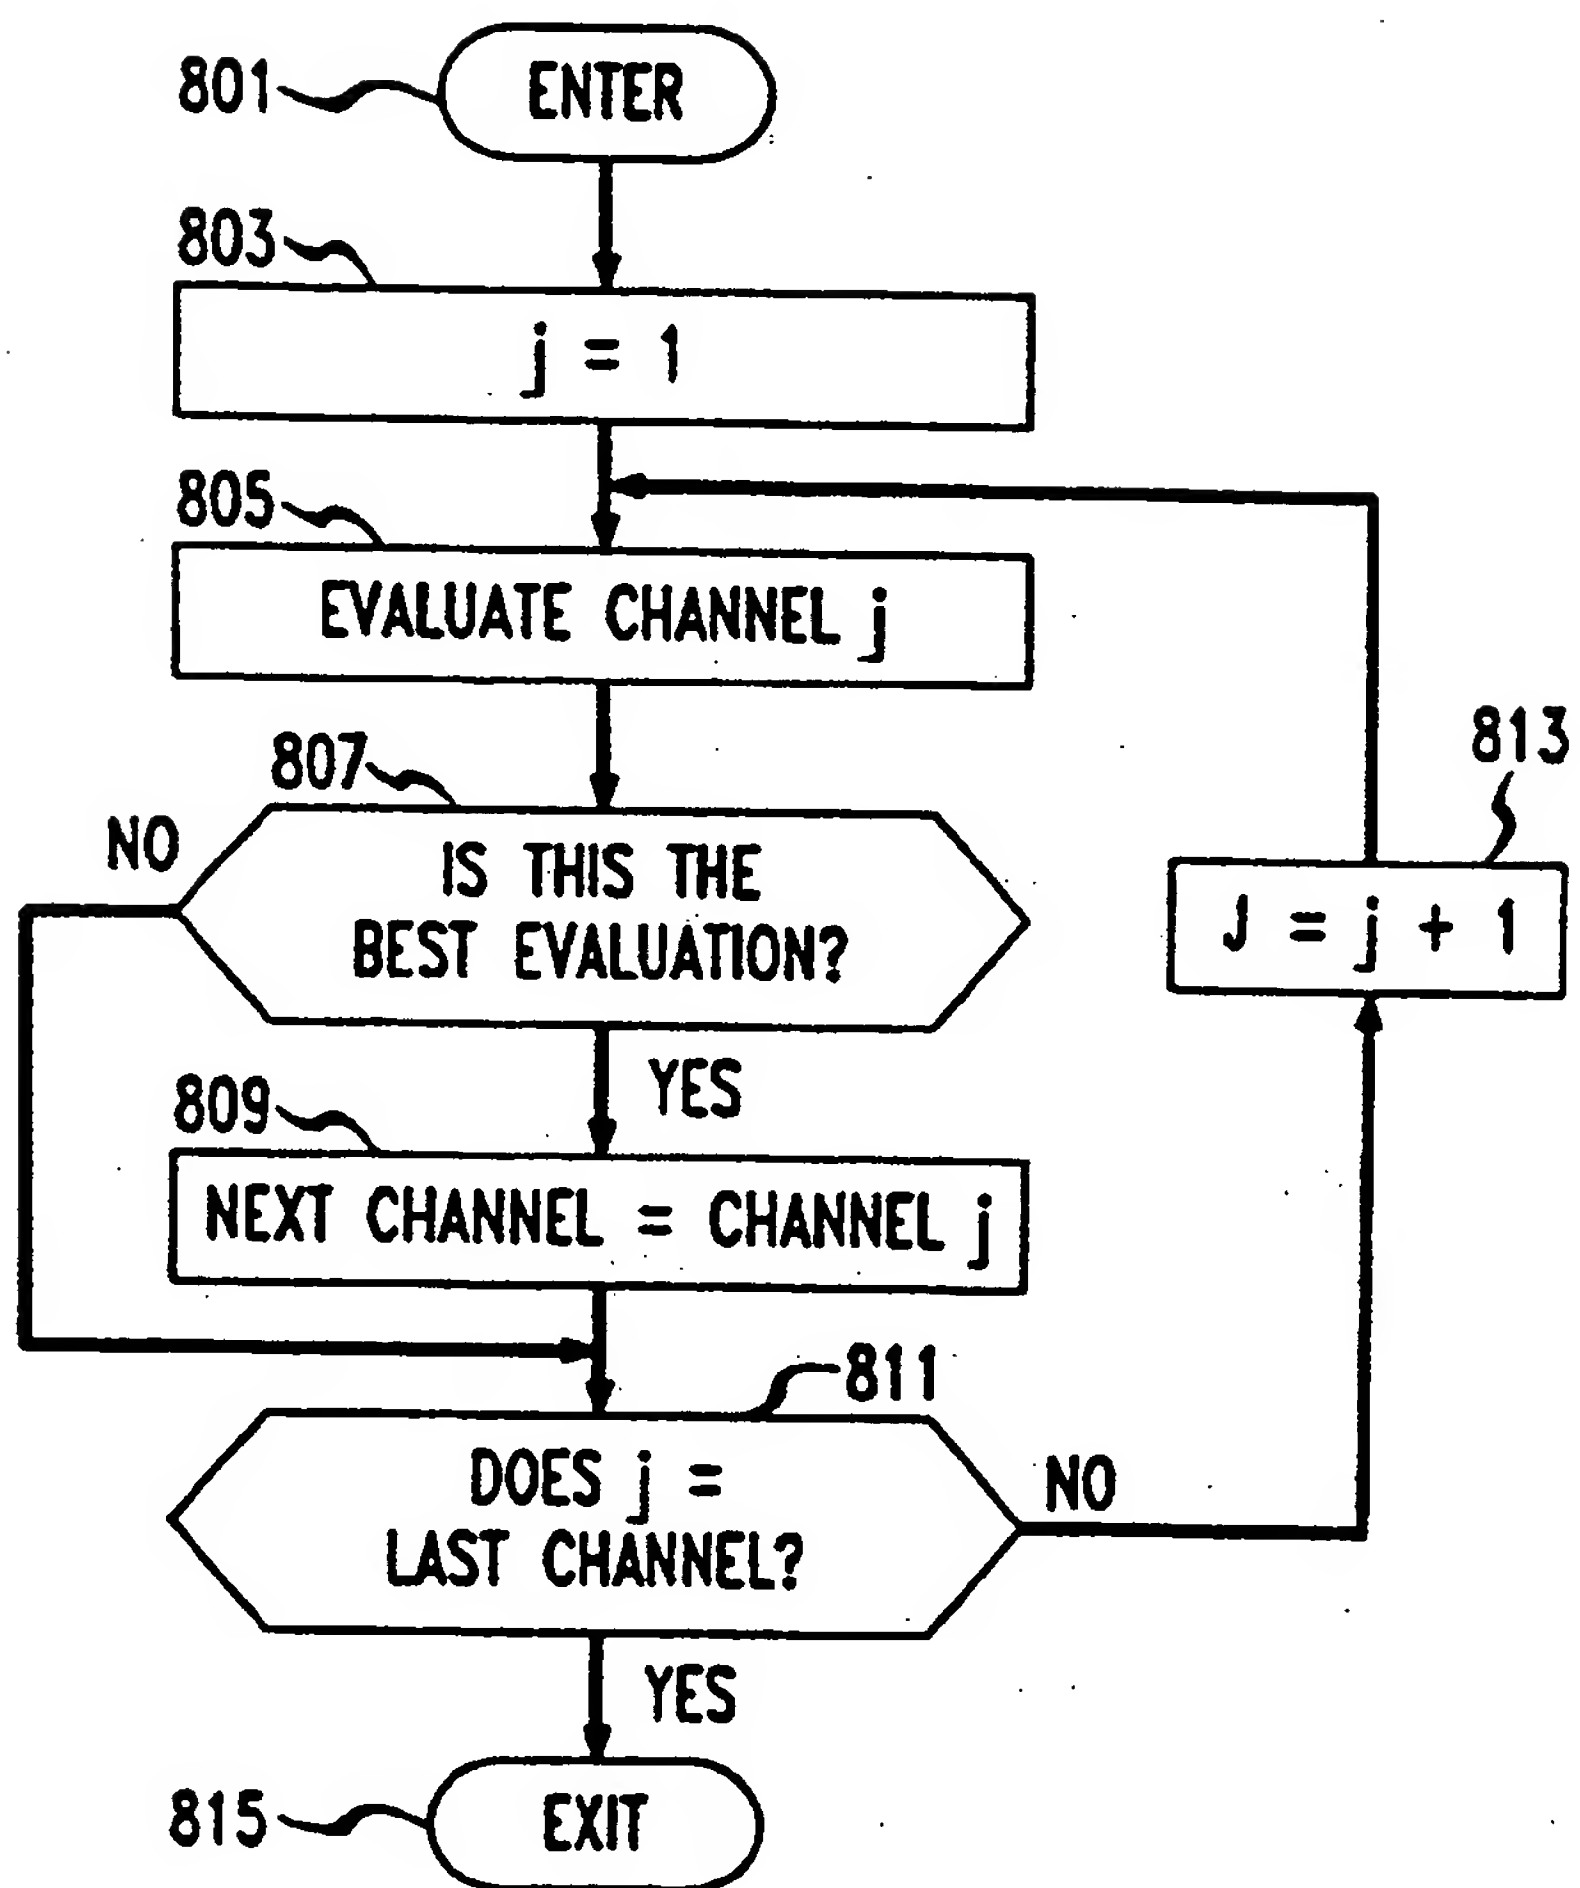 801
ENTER
803
j = 1
805
EVALUATE CHANNEL j
807
NO
IS THIS THE
BEST EVALUATION?
813
J = j + 1
YES
809
NEXT CHANNEL = CHANNEL j
811
DOES j =
LAST CHANNEL?
NO
YES
815
EXIT